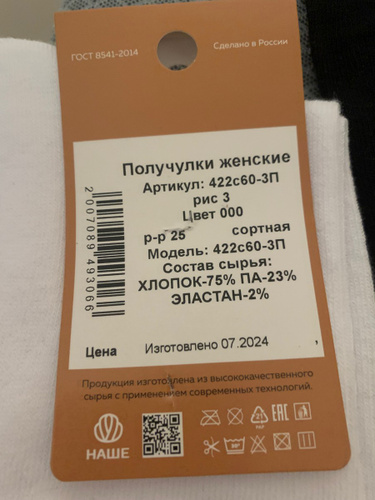 ГОСТ 8541-2014
Сделано в России
Получулки женские
Артикул: 422с60-3П
рис 3
Цвет 000
р-р 25 сортная
Модель: 422с60-3П
Состав сырья:
ХЛОПОК-75% ПА-23%
ЭЛАСТАН-2%
2007089493066
Цена Изготовлено 07.2024
Продукция изготовлена из высококачественного
сырья с применением современных технологий.
НАШЕ
EAC